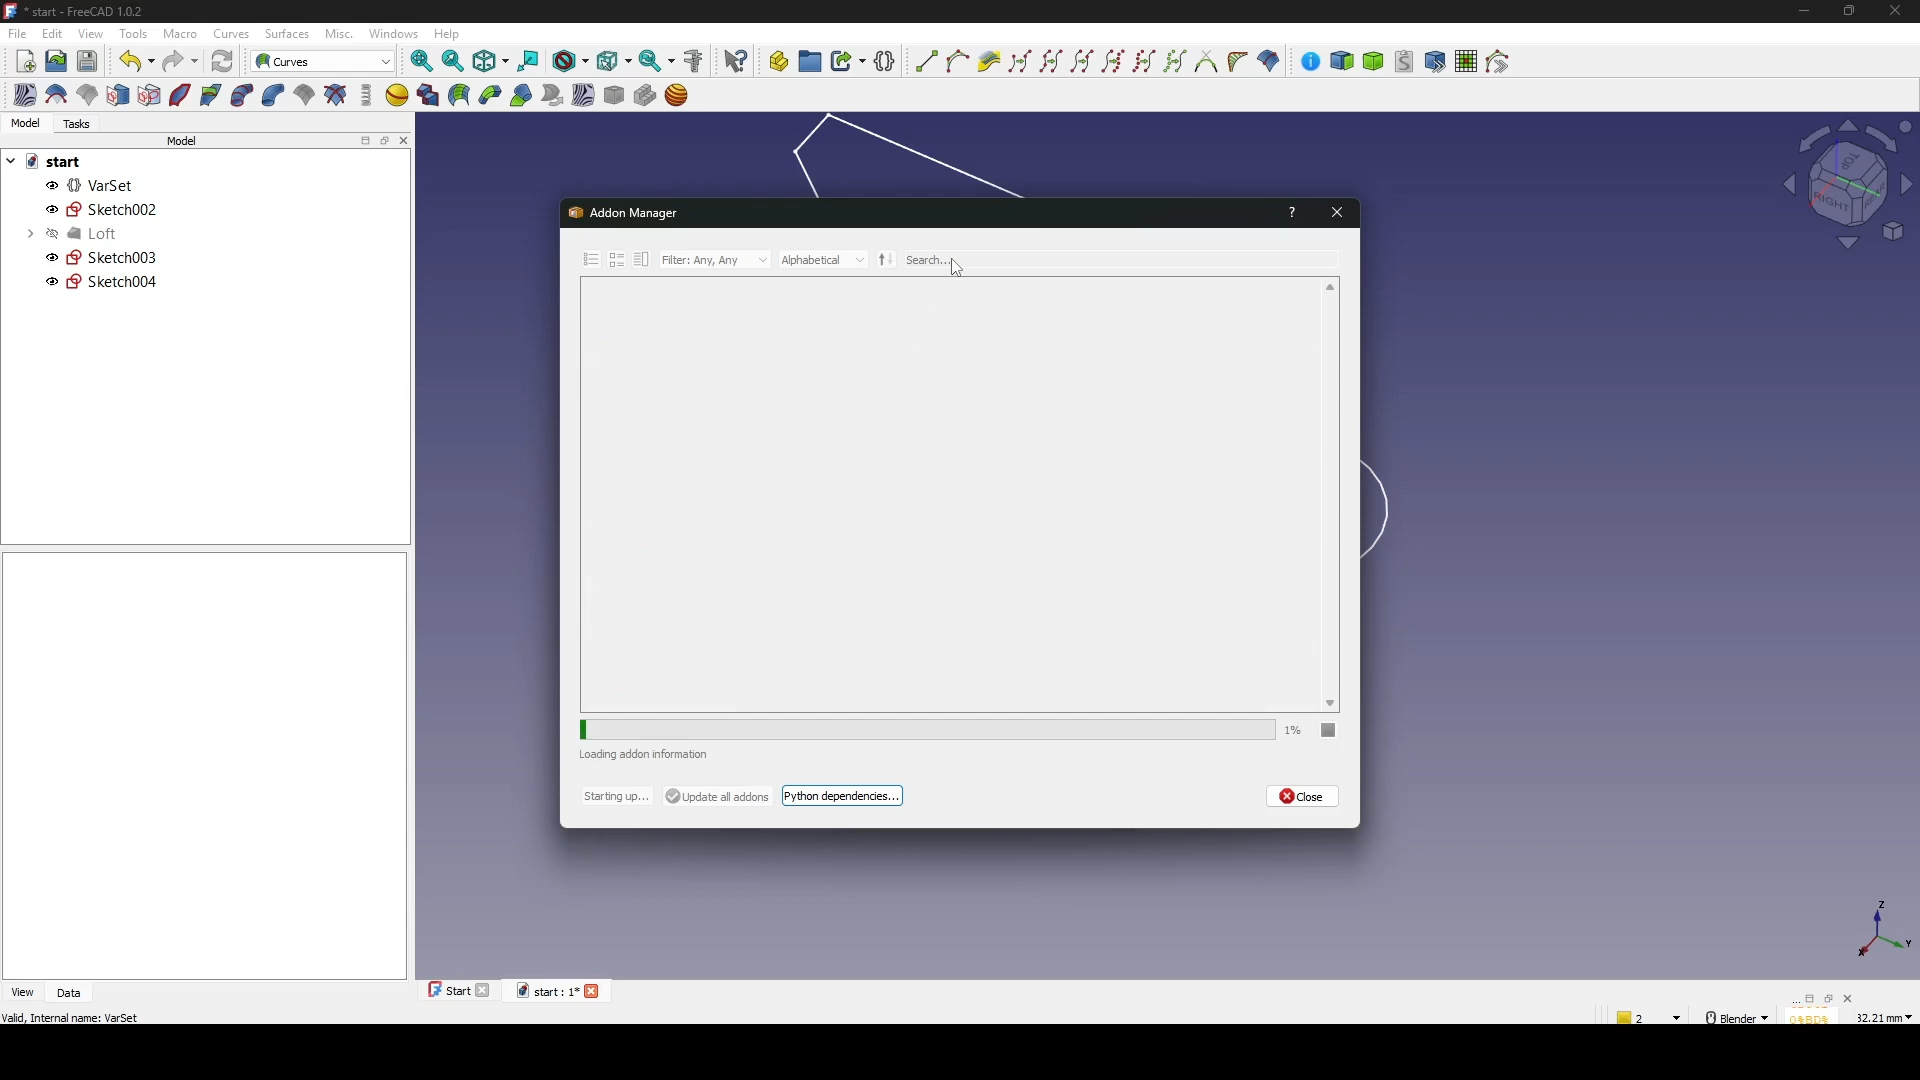 * start - FreeCAD 1.0.2
File Edit View Tools Macro Curves Surfaces Misc. Windows Help
Curves
Model Tasks
Model
start
VarSet
Sketch002
Loft
Sketch003
Sketch004
TOP
RIGHT
REAR
Addon Manager
Filter: Any, Any Alphabetical Search...
1%
Loading addon information
Starting up... Update all addons Python dependencies... Close
Z
Y
X
View Data
Start start : 1*
...
Valid, Internal name: VarSet
2 Blender 32.21 mm